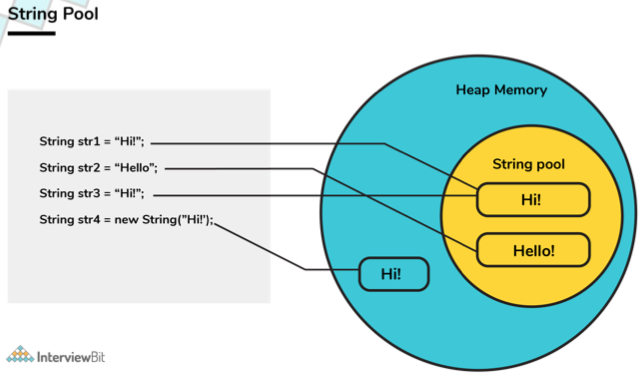 String Pool
String str1 = “Hi!”;
String str2 = “Hello”;
String str3 = “Hi!”;
String str4 = new String(”Hi!’);
Heap Memory
String pool
Hi!
Hello!
Hi!
InterviewBit